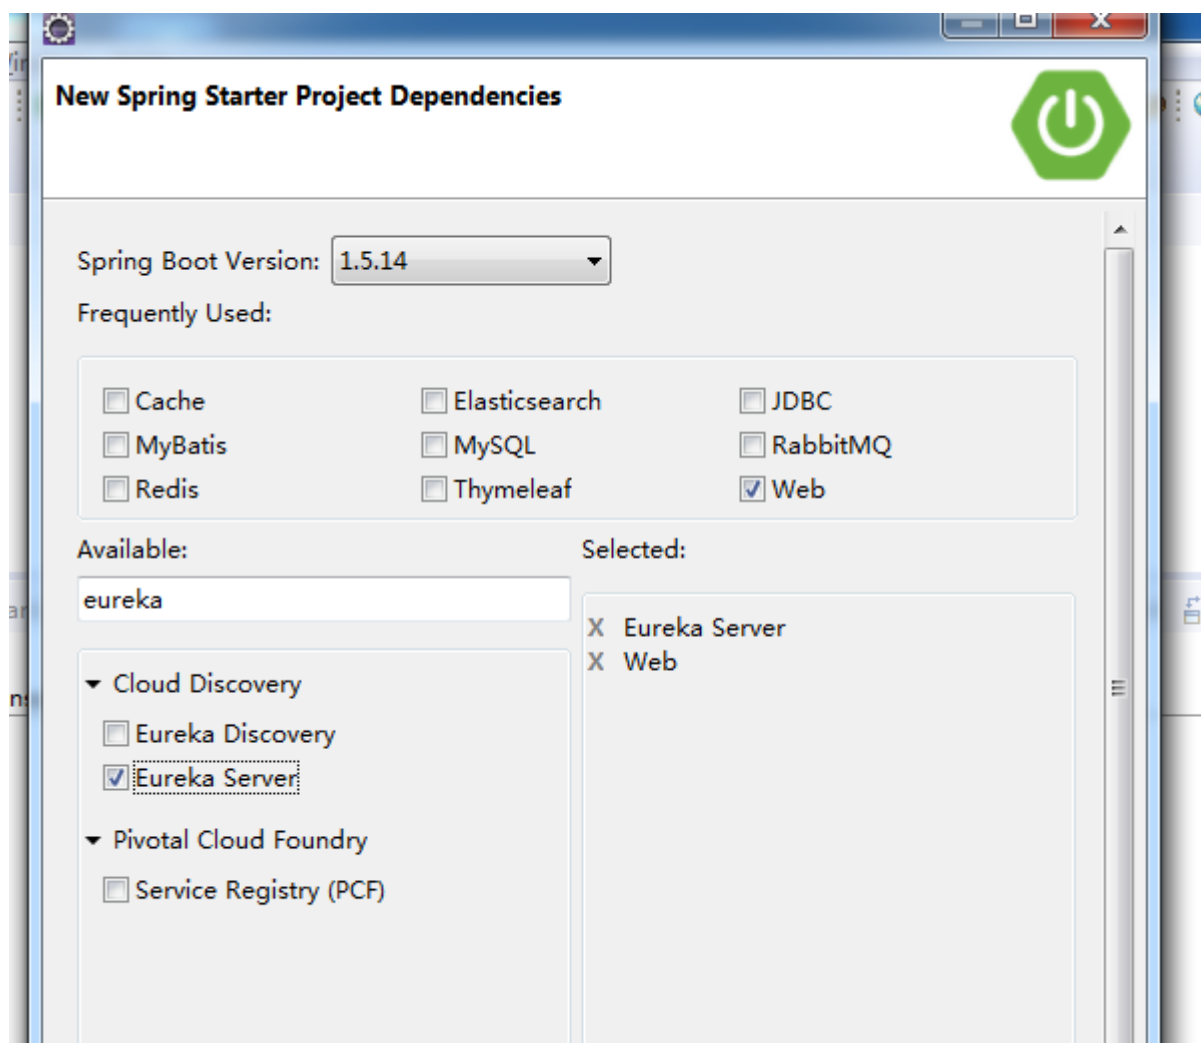 New Spring Starter Project Dependencies
Spring Boot Version: 1.5.14
Frequently Used:
Cache Elasticsearch JDBC
MyBatis MySQL RabbitMQ
Redis Thymeleaf Web
Available: Selected:
eureka
X Eureka Server
X Web
Cloud Discovery
Eureka Discovery
Eureka Server
Pivotal Cloud Foundry
Service Registry (PCF)